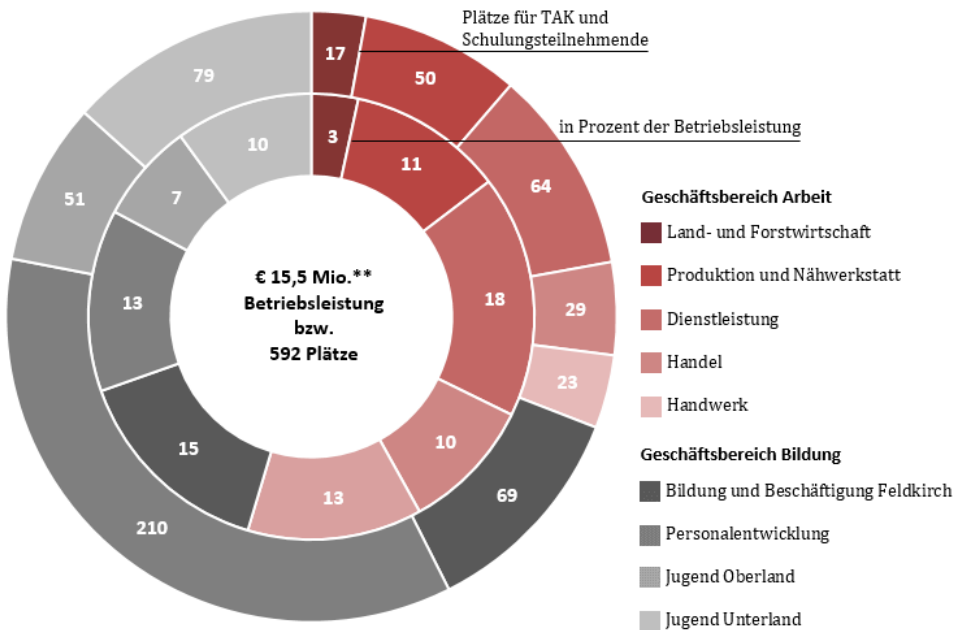 Plätze für TAK und
Schulungsteilnehmende
in Prozent der Betriebsleistung
17
50
64
29
23
69
210
51
79
3
11
18
10
13
15
13
7
10
€ 15,5 Mio.**
Betriebsleistung
bzw.
592 Plätze
Geschäftsbereich Arbeit
Land- und Forstwirtschaft
Produktion und Nähwerkstatt
Dienstleistung
Handel
Handwerk
Geschäftsbereich Bildung
Bildung und Beschäftigung Feldkirch
Personalentwicklung
Jugend Oberland
Jugend Unterland